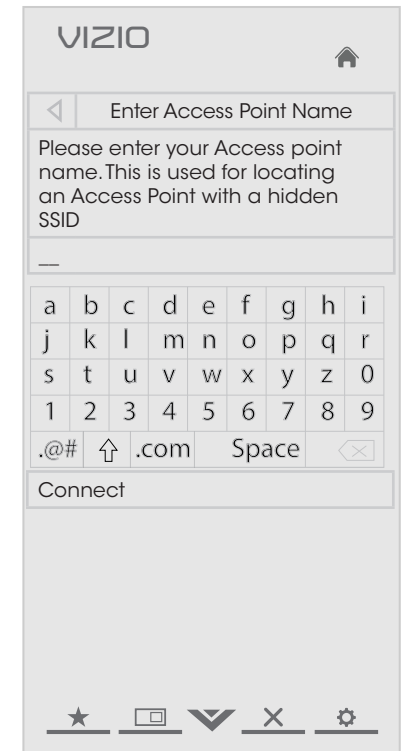 VIZIO
Enter Access Point Name
Please enter your Access point
name. This is used for locating
an Access Point with a hidden
SSID
__
a b c d e f g h i
j k l m n o p q r
s t u v w x y z 0
1 2 3 4 5 6 7 8 9
.@# .com Space
Connect